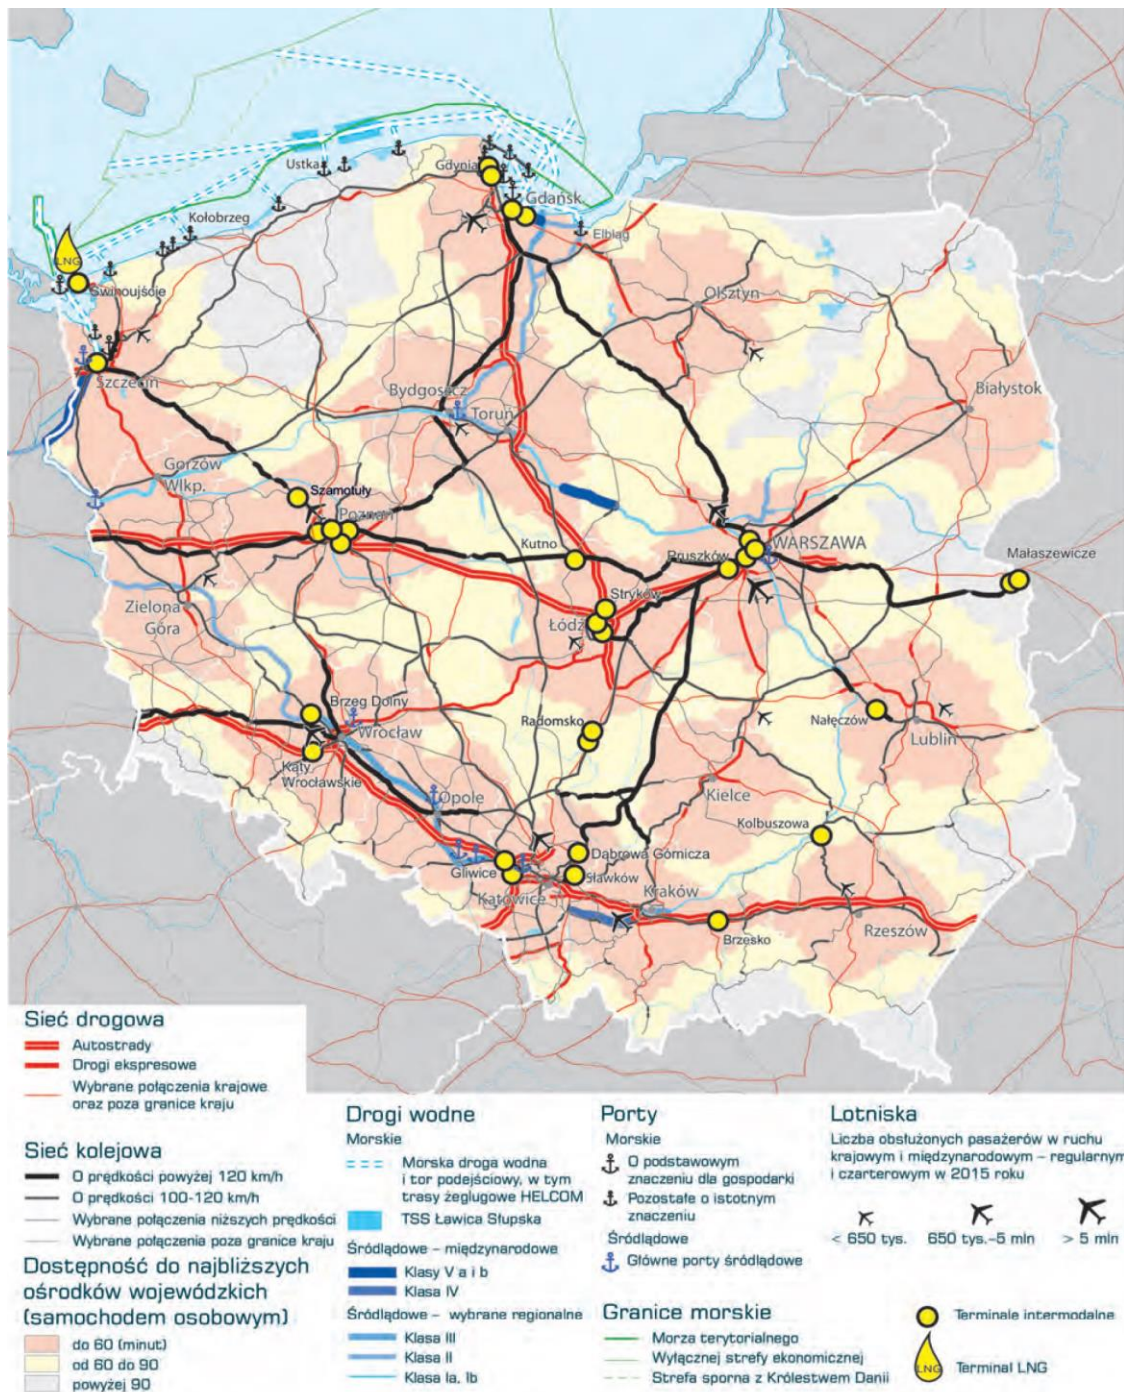 Ustka
Gdynia
Gdańsk
Kołobrzeg
Elbląg
LNG
Świnoujście
Olsztyn
Szczecin
Bydgoszcz
Białystok
Toruń
Gorzów
Wlkp.
Szamotuły
Poznań
Kutno
WARSZAWA
Pruszków
Małaszewicze
Stryków
Zielona
Góra
Łódź
Brzeg Dolny
Radomsko
Nałęczów
Wrocław
Lublin
Kąty
Wrocławskie
Opole
Kielce
Kolbuszowa
Dąbrowa Górnicza
Gliwice
Sławków
Katowice
Kraków
Brzesko
Rzeszów
Sieć drogowa
Autostrady
Drogi ekspresowe
Wybrane połączenia krajowe
oraz poza granice kraju
Sieć kolejowa
O prędkości powyżej 120 km/h
O prędkości 100-120 km/h
Wybrane połączenia niższych prędkości
Wybrane połączenia poza granice kraju
Dostępność do najbliższych
ośrodków wojewódzkich
(samochodem osobowym)
do 60 (minut)
od 60 do 90
powyżej 90
Drogi wodne
Morskie
Morska droga wodna
i tor podejściowy, w tym
trasy żeglugowe HELCOM
TSS Ławica Słupska
Śródlądowe – międzynarodowe
Klasy V a i b
Klasa IV
Śródlądowe – wybrane regionalne
Klasa III
Klasa II
Klasa Ia, Ib
Porty
Morskie
O podstawowym
znaczeniu dla gospodarki
Pozostałe o istotnym
znaczeniu
Śródlądowe
Główne porty śródlądowe
Granice morskie
Morza terytorialnego
Wyłącznej strefy ekonomicznej
Strefa sporna z Królestwem Danii
Lotniska
Liczba obsłużonych pasażerów w ruchu
krajowym i międzynarodowym – regularnym
i czarterowym w 2015 roku
< 650 tys. 650 tys.-5 mln > 5 mln
Terminale intermodalne
LNG Terminal LNG